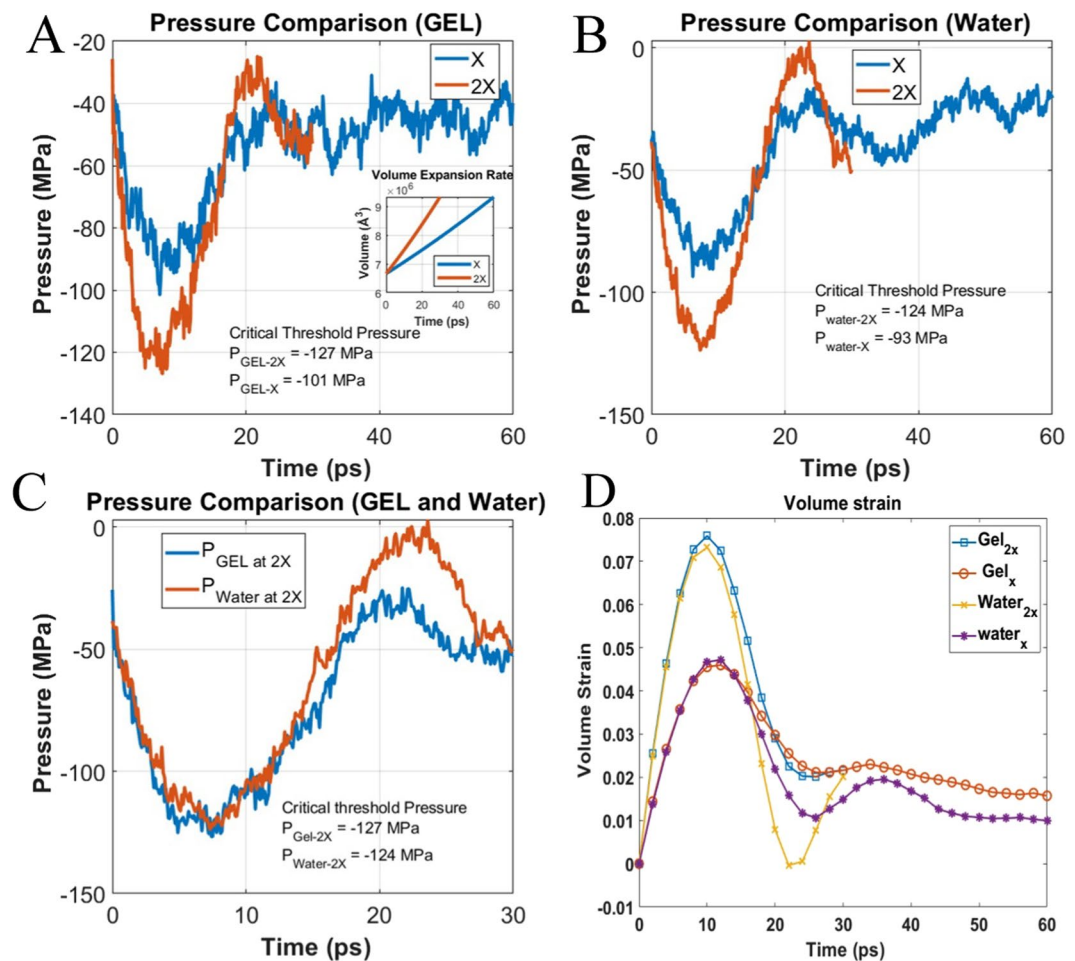 A
Pressure Comparison (GEL)
-20
-40
-60
-80
-100
-120
-140
Pressure (MPa)
X
2X
Volume Expansion Rate
×10⁶
9
8
7
6
Volume (Å³)
X
2X
0 20 40 60
Time (ps)
Critical Threshold Pressure
P_GEL-2X = -127 MPa
P_GEL-X = -101 MPa
0 20 40 60
Time (ps)
B
Pressure Comparison (Water)
0
-50
-100
-150
Pressure (MPa)
X
2X
Critical Threshold Pressure
P_water-2X = -124 MPa
P_water-X = -93 MPa
0 20 40 60
Time (ps)
C
Pressure Comparison (GEL and Water)
0
-50
-100
-150
Pressure (MPa)
P_GEL at 2X
P_Water at 2X
Critical threshold Pressure
P_Gel-2X = -127 MPa
P_Water-2X = -124 MPa
0 10 20 30
Time (ps)
D
Volume strain
0.08
0.07
0.06
0.05
0.04
0.03
0.02
0.01
0
-0.01
Volume Strain
Gel_2x
Gel_x
Water_2x
water_x
0 10 20 30 40 50 60
Time (ps)